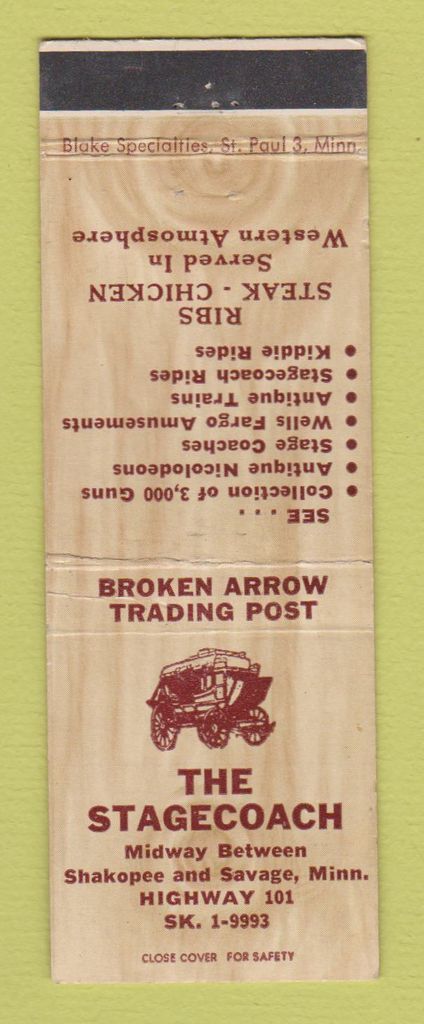 Blake Specialties, St. Paul 3, Minn.
SEE ...
• Collection of 3,000 Guns
• Antique Nicolodeons
• Stage Coaches
• Wells Fargo Amusements
• Antique Trains
• Stagecoach Rides
• Kiddie Rides
RIBS
STEAK - CHICKEN
Served In
Western Atmosphere
BROKEN ARROW
TRADING POST
THE
STAGECOACH
Midway Between
Shakopee and Savage, Minn.
HIGHWAY 101
SK. 1-9993
CLOSE COVER FOR SAFETY